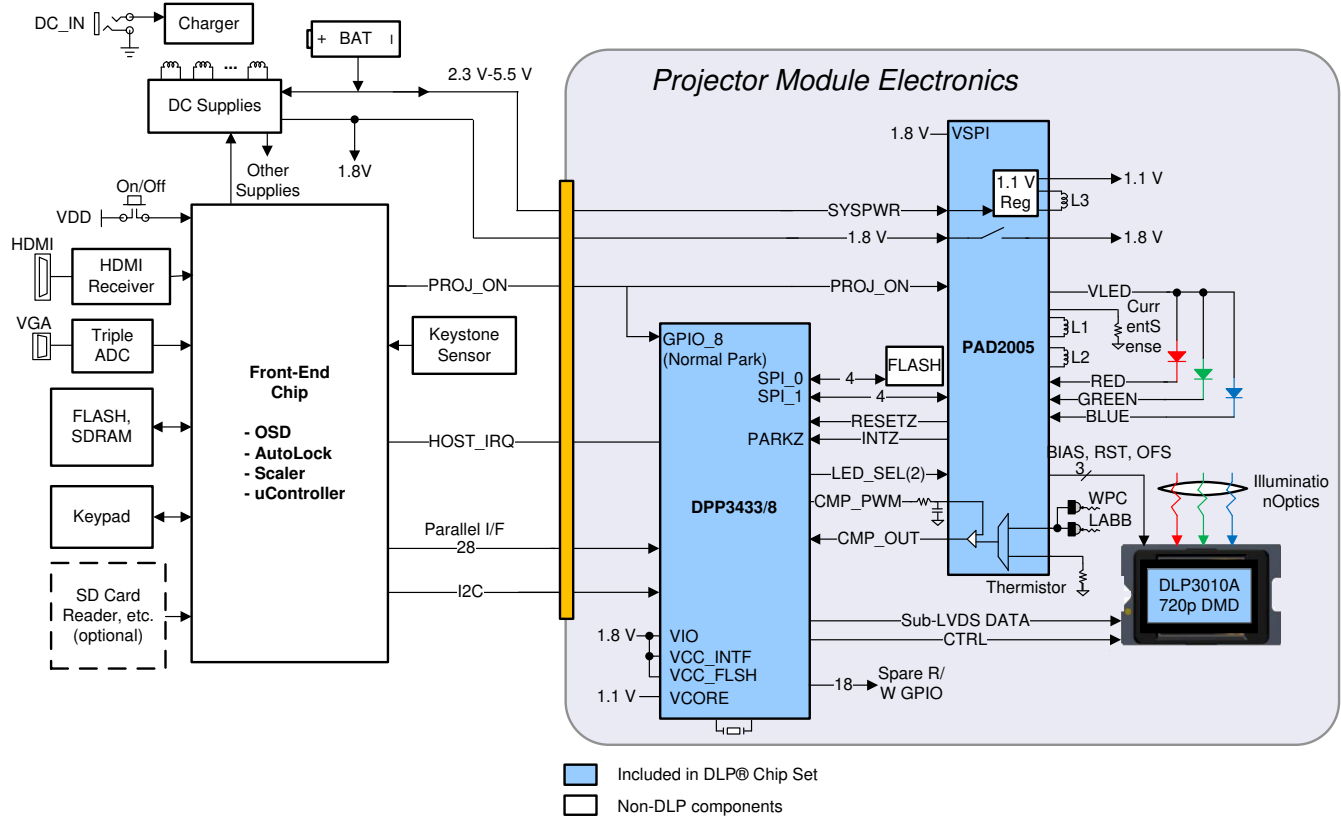 DC_IN
Charger
+ BAT
2.3 V-5.5 V
...
DC Supplies
Other
Supplies
1.8V
On/Off
VDD
HDMI
HDMI
Receiver
VGA
Triple
ADC
FLASH,
SDRAM
Keypad
SD Card
Reader, etc.
(optional)
Front-End
Chip
- OSD
- AutoLock
- Scaler
- uController
PROJ_ON
Keystone
Sensor
HOST_IRQ
Parallel I/F
28
I2C
Projector Module Electronics
1.8 V
VSPI
1.1 V
Reg
1.1 V
L3
SYSPWR
1.8 V
1.8 V
PROJ_ON
VLED
Curr
entS
ense
L1
L2
PAD2005
RED
GREEN
BLUE
GPIO_8
(Normal Park)
SPI_0
4
FLASH
SPI_1
4
RESETZ
PARKZ
INTZ
LED_SEL(2)
DPP3433/8
CMP_PWM
CMP_OUT
BIAS, RST, OFS
3
WPC
LABB
Thermistor
Illuminatio
nOptics
DLP3010A
720p DMD
Sub-LVDS DATA
CTRL
1.8 V
VIO
VCC_INTF
VCC_FLSH
1.1 V
VCORE
18
Spare R/
W GPIO
Included in DLP® Chip Set
Non-DLP components